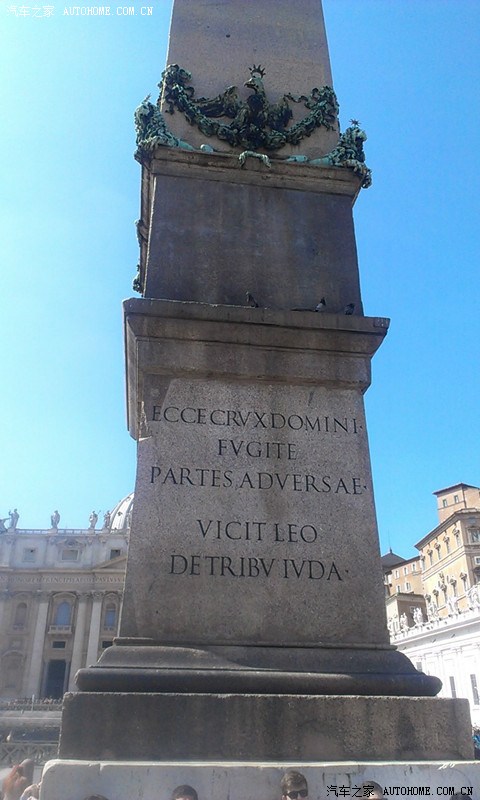 汽车之家 AUTOHOME.COM.CN
ECCE CRVX DOMINI·
FVGITE
PARTES ADVERSAE·
VICIT LEO
DE TRIBV IVDA·
汽车之家 AUTOHOME.COM.CN